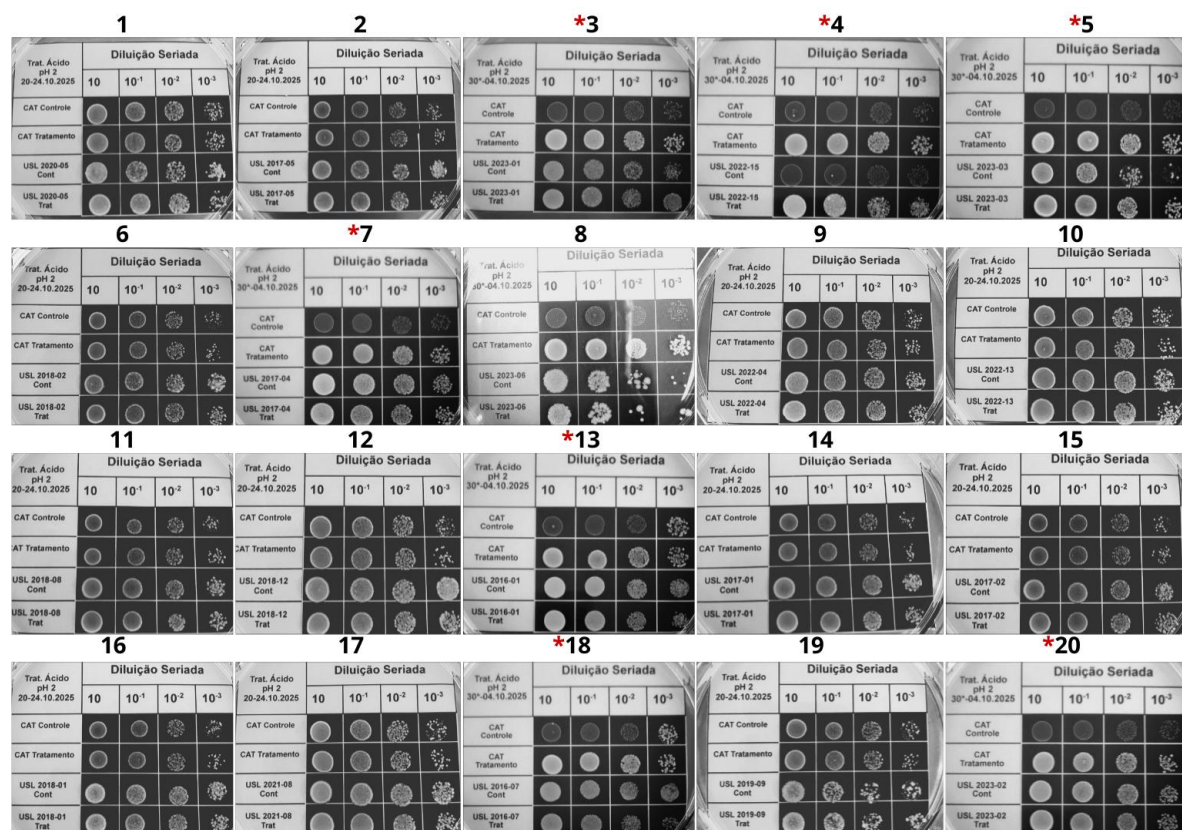 1
2
*3
*4
*5
Trat. Ácido
pH 2
20-24.10.2025
Diluição Seriada
10 10-1 10-2 10-3
CAT Controle
CAT Tratamento
USL 2020-05
Cont
USL 2020-05
Trat
Trat. Ácido
pH 2
20-24.10.2025
Diluição Seriada
10 10-1 10-2 10-3
CAT Controle
CAT Tratamento
USL 2017-05
Cont
USL 2017-05
Trat
Trat. Ácido
pH 2
30*-04.10.2025
Diluição Seriada
10 10-1 10-2 10-3
CAT
Controle
CAT
Tratamento
USL 2023-01
Cont
USL 2023-01
Trat
Trat. Ácido
pH 2
30*-04.10.2025
Diluição Seriada
10 10-1 10-2 10-3
CAT
Controle
CAT
Tratamento
USL 2022-15
Cont
USL 2022-15
Trat
Trat. Ácido
pH 2
30*-04.10.2025
Diluição Seriada
10 10-1 10-2 10-3
CAT
Controle
CAT
Tratamento
USL 2023-03
Cont
USL 2023-03
Trat
6
*7
8
9
10
Trat. Ácido
pH 2
20-24.10.2025
Diluição Seriada
10 10-1 10-2 10-3
CAT Controle
CAT Tratamento
USL 2018-02
Cont
USL 2018-02
Trat
Trat. Ácido
pH 2
30*-04.10.2025
Diluição Seriada
10 10-1 10-2 10-3
CAT
Controle
CAT
Tratamento
USL 2017-04
Cont
USL 2017-04
Trat
Trat. Ácido
pH 2
30*-04.10.2025
Diluição Seriada
10 10-1 10-2 10-3
CAT Controle
CAT
Tratamento
USL 2023-06
Cont
USL 2023-06
Trat
Trat. Ácido
pH 2
20-24.10.2025
Diluição Seriada
10 10-1 10-2 10-3
CAT Controle
CAT Tratamento
USL 2022-04
Cont
USL 2022-04
Trat
Trat. Ácido
pH 2
20-24.10.2025
Diluição Seriada
10 10-1 10-2 10-3
CAT Controle
CAT Tratamento
USL 2022-13
Cont
USL 2022-13
Trat
11
12
*13
14
15
Trat. Ácido
pH 2
20-24.10.2025
Diluição Seriada
10 10-1 10-2 10-3
CAT Controle
CAT Tratamento
USL 2018-08
Cont
USL 2018-08
Trat
Trat. Ácido
pH 2
20-24.10.2025
Diluição Seriada
10 10-1 10-2 10-3
CAT Controle
CAT Tratamento
USL 2018-12
Cont
USL 2018-12
Trat
Trat. Ácido
pH 2
30*-04.10.2025
Diluição Seriada
10 10-1 10-2 10-3
CAT
Controle
CAT
Tratamento
USL 2016-01
Cont
USL 2016-01
Trat
Trat. Ácido
pH 2
20-24.10.2025
Diluição Seriada
10 10-1 10-2 10-3
CAT Controle
CAT Tratamento
USL 2017-01
Cont
USL 2017-01
Trat
Trat. Ácido
pH 2
20-24.10.2025
Diluição Seriada
10 10-1 10-2 10-3
CAT Controle
CAT Tratamento
USL 2017-02
Cont
USL 2017-02
Trat
16
17
*18
19
*20
Trat. Ácido
pH 2
20-24.10.2025
Diluição Seriada
10 10-1 10-2 10-3
CAT Controle
CAT Tratamento
USL 2018-01
Cont
USL 2018-01
Trat
Trat. Ácido
pH 2
20-24.10.2025
Diluição Seriada
10 10-1 10-2 10-3
CAT Controle
CAT Tratamento
USL 2021-08
Cont
USL 2021-08
Trat
Trat. Ácido
pH 2
30*-04.10.2025
Diluição Seriada
10 10-1 10-2 10-3
CAT
Controle
CAT
Tratamento
USL 2016-07
Cont
USL 2016-07
Trat
Trat. Ácido
pH 2
20-24.10.2025
Diluição Seriada
10 10-1 10-2 10-3
CAT Controle
CAT Tratamento
USL 2019-09
Cont
USL 2019-09
Trat
Trat. Ácido
pH 2
30*-04.10.2025
Diluição Seriada
10 10-1 10-2 10-3
CAT
Controle
CAT
Tratamento
USL 2023-02
Cont
USL 2023-02
Trat